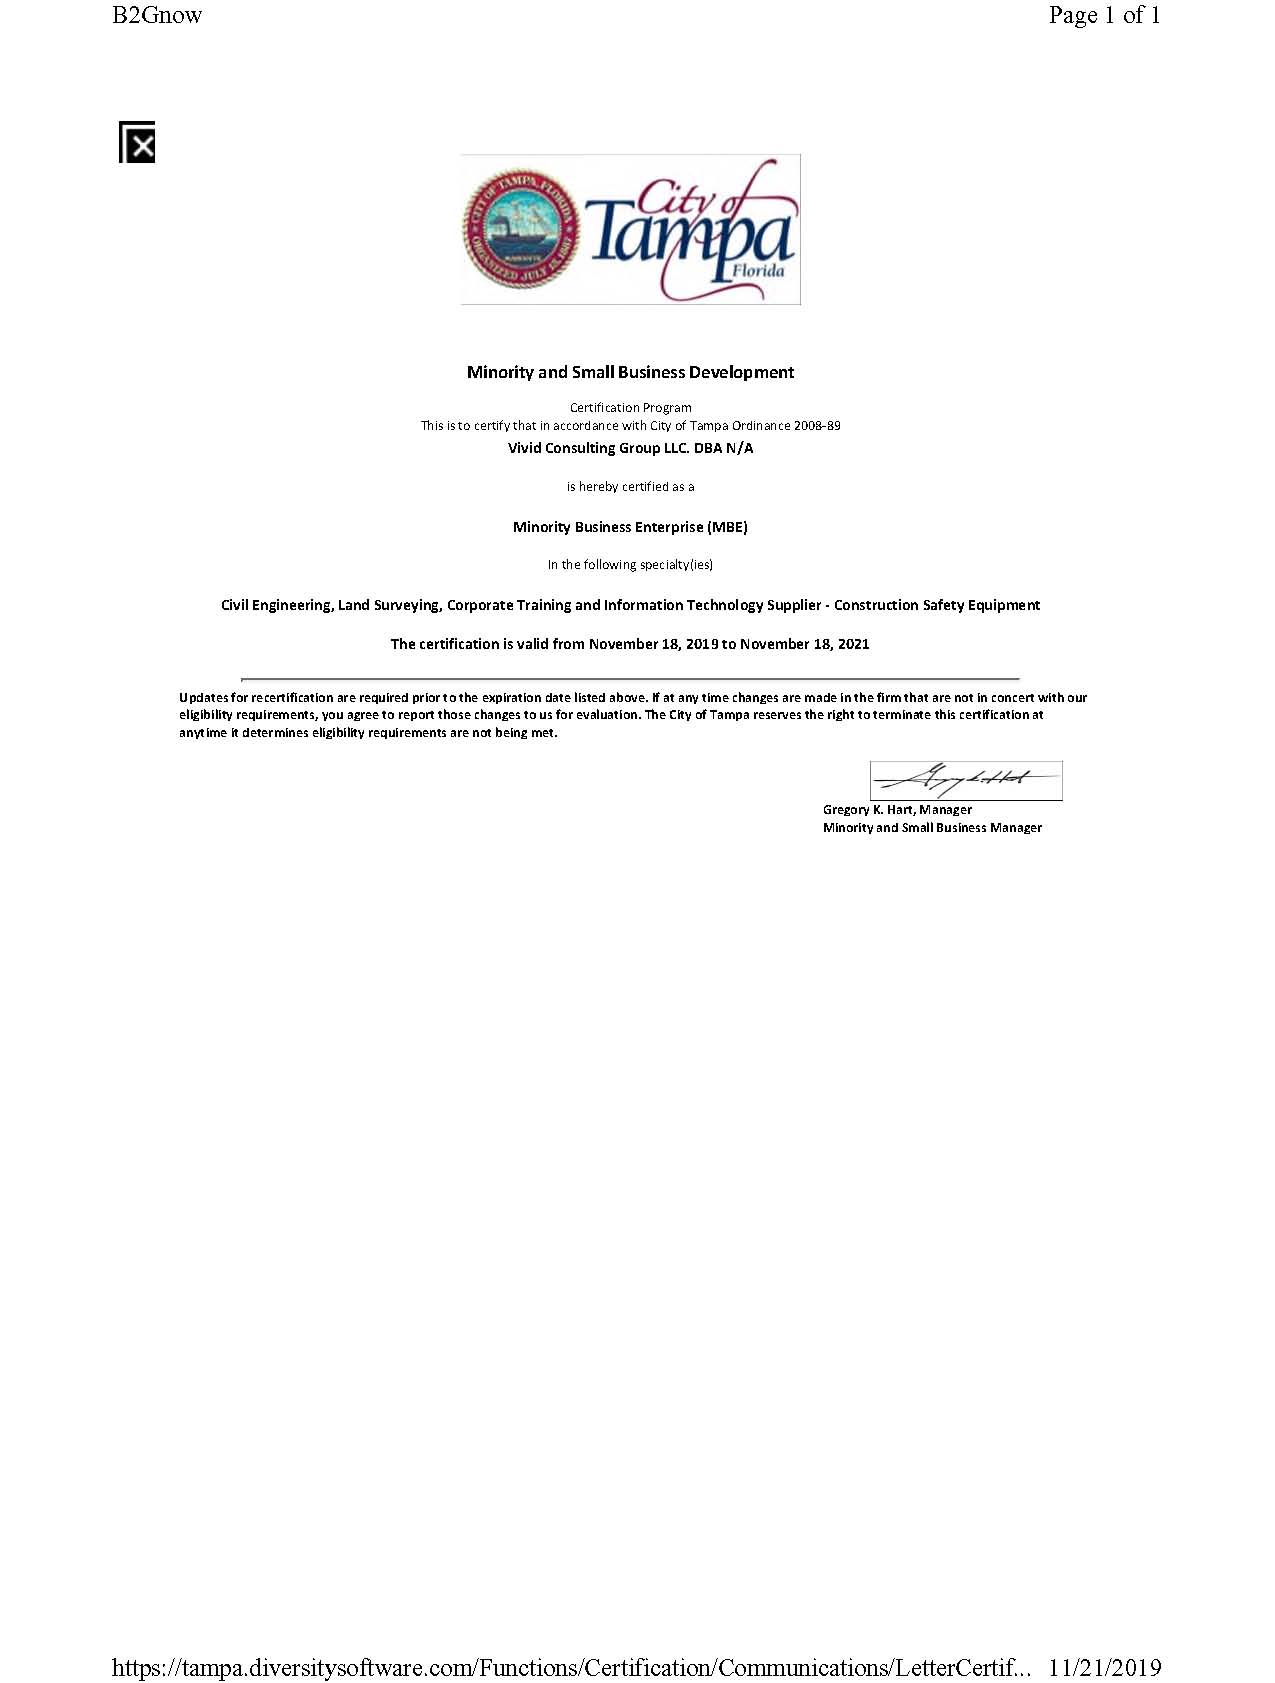 B2Gnow Page 1 of 1
CITY OF TAMPA, FLORIDA
ORGANIZED JULY 15, 1887
City of
Tampa
Florida
Minority and Small Business Development
Certification Program
This is to certify that in accordance with City of Tampa Ordinance 2008-89
Vivid Consulting Group LLC. DBA N/A
is hereby certified as a
Minority Business Enterprise (MBE)
In the following specialty(ies)
Civil Engineering, Land Surveying, Corporate Training and Information Technology Supplier - Construction Safety Equipment
The certification is valid from November 18, 2019 to November 18, 2021
Updates for recertification are required prior to the expiration date listed above. If at any time changes are made in the firm that are not in concert with our
eligibility requirements, you agree to report those changes to us for evaluation. The City of Tampa reserves the right to terminate this certification at
anytime it determines eligibility requirements are not being met.
Gregory K. Hart, Manager
Minority and Small Business Manager
https://tampa.diversitysoftware.com/Functions/Certification/Communications/LetterCertif... 11/21/2019